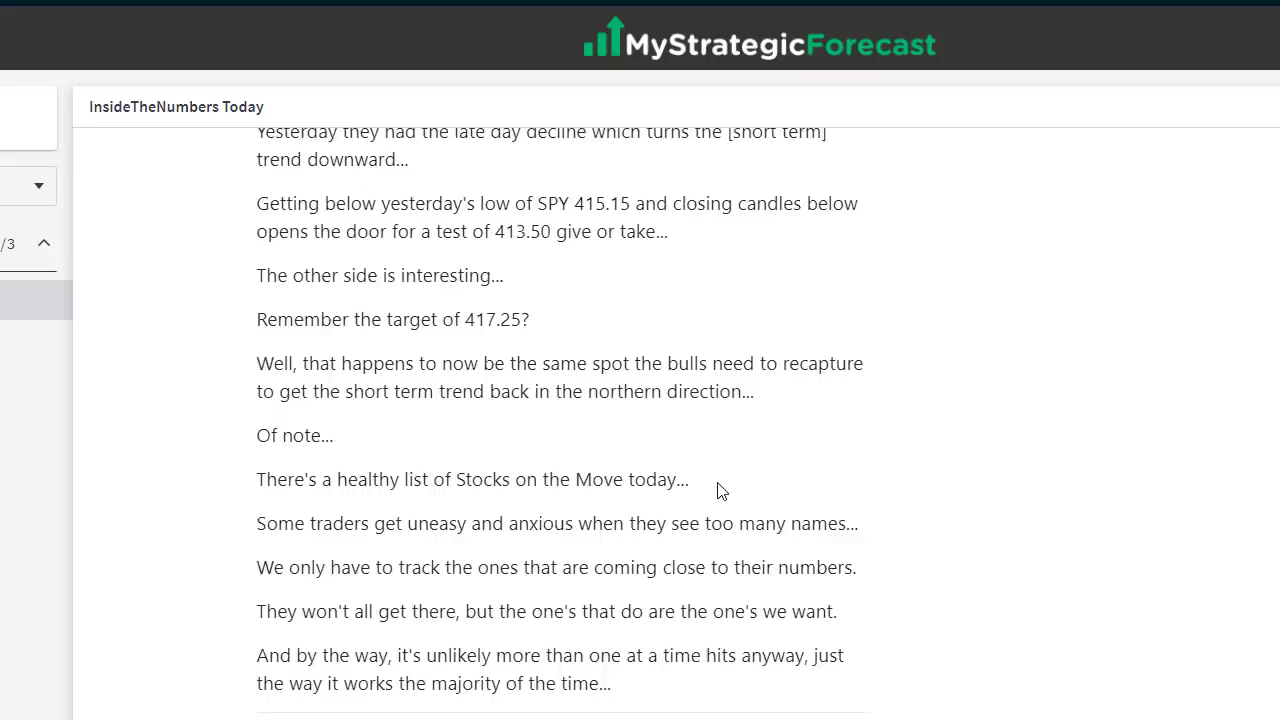 MyStrategicForecast
InsideTheNumbers Today
Yesterday they had the late day decline which turns the [short term]
trend downward...
Getting below yesterday's low of SPY 415.15 and closing candles below
opens the door for a test of 413.50 give or take...
/3
The other side is interesting...
Remember the target of 417.25?
Well, that happens to now be the same spot the bulls need to recapture
to get the short term trend back in the northern direction...
Of note...
There's a healthy list of Stocks on the Move today...
Some traders get uneasy and anxious when they see too many names...
We only have to track the ones that are coming close to their numbers.
They won't all get there, but the one's that do are the one's we want.
And by the way, it's unlikely more than one at a time hits anyway, just
the way it works the majority of the time...